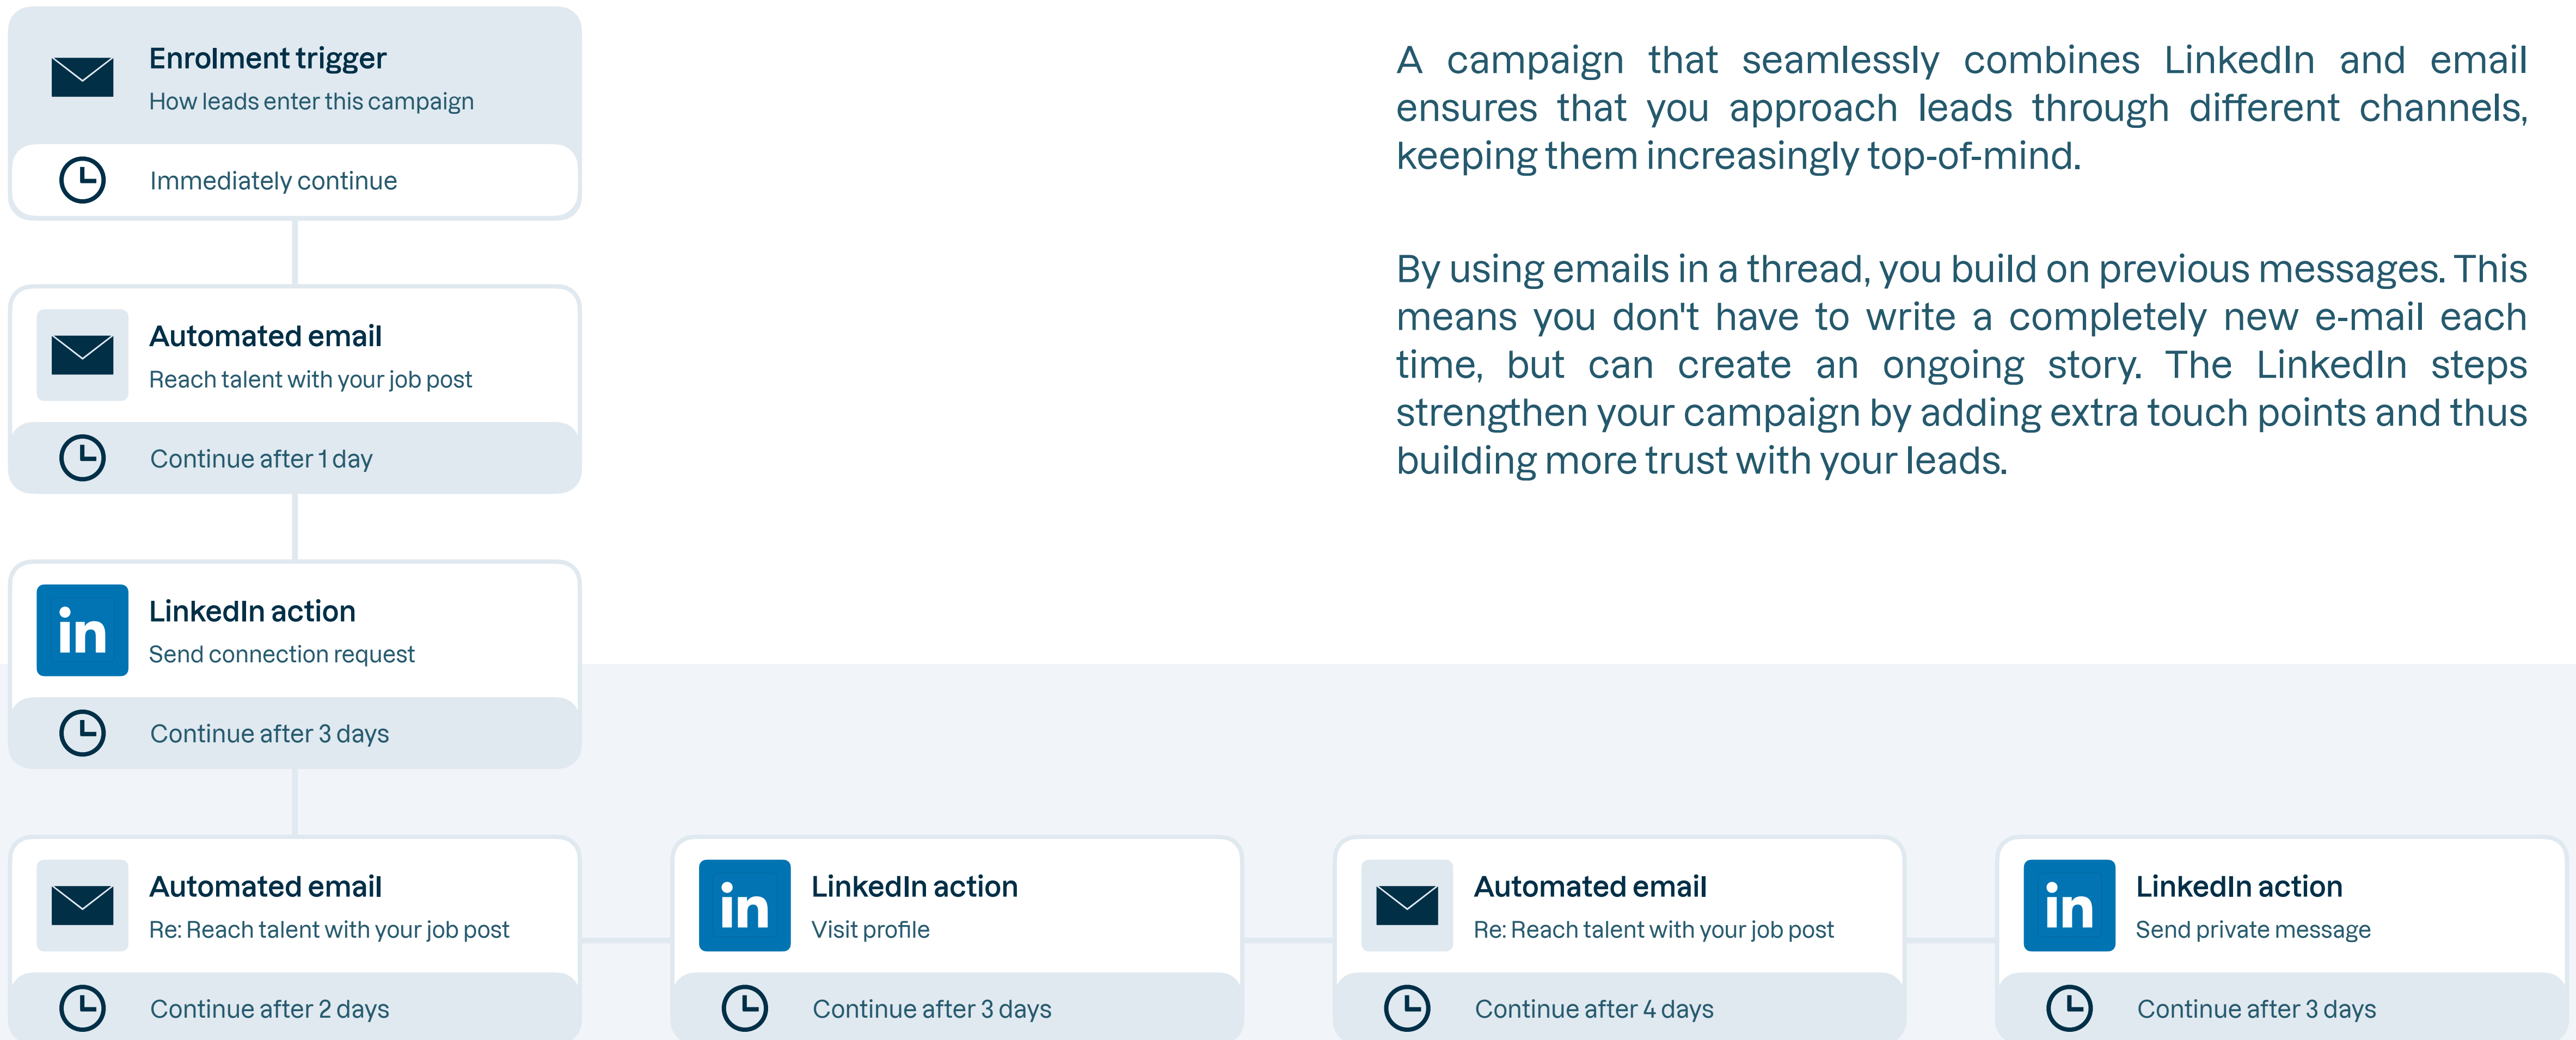 Enrolment trigger
How leads enter this campaign
Immediately continue
A campaign that seamlessly combines LinkedIn and email
ensures that you approach leads through different channels,
keeping them increasingly top-of-mind.
By using emails in a thread, you build on previous messages. This
means you don't have to write a completely new e-mail each
time, but can create an ongoing story. The LinkedIn steps
strengthen your campaign by adding extra touch points and thus
building more trust with your leads.
Automated email
Reach talent with your job post
Continue after 1 day
in
LinkedIn action
Send connection request
Continue after 3 days
Automated email
Re: Reach talent with your job post
Continue after 2 days
in
LinkedIn action
Visit profile
Continue after 3 days
Automated email
Re: Reach talent with your job post
Continue after 4 days
in
LinkedIn action
Send private message
Continue after 3 days